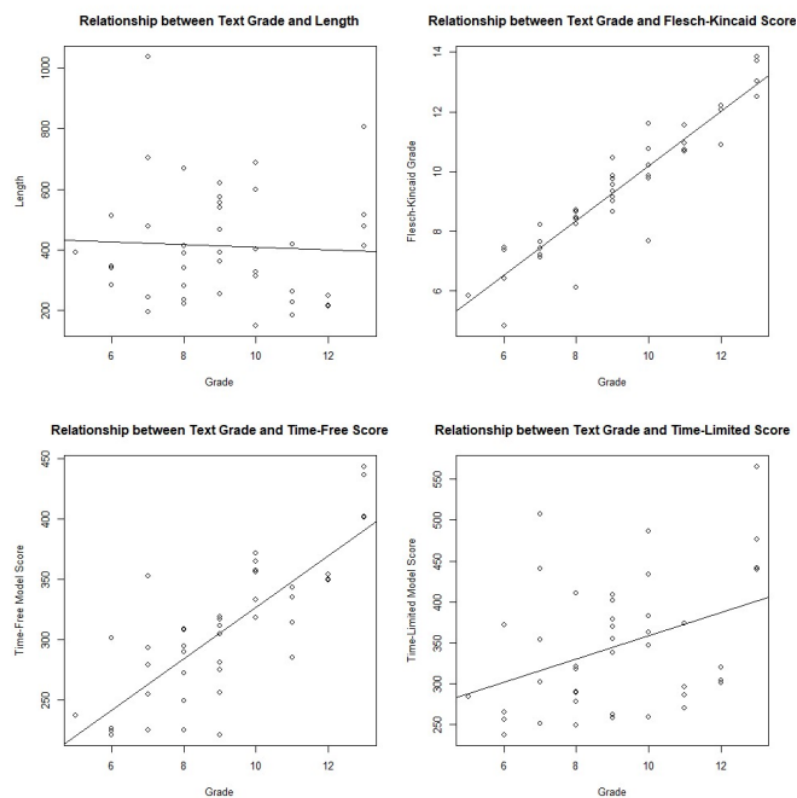 Relationship between Text Grade and Length
1000
800
600
400
200
Length
6 8 10 12
Grade
Relationship between Text Grade and Flesch-Kincaid Score
14
12
10
8
6
Flesch-Kincaid Grade
6 8 10 12
Grade
Relationship between Text Grade and Time-Free Score
450
400
350
300
250
Time-Free Model Score
6 8 10 12
Grade
Relationship between Text Grade and Time-Limited Score
550
500
450
400
350
300
250
Time-Limited Model Score
6 8 10 12
Grade